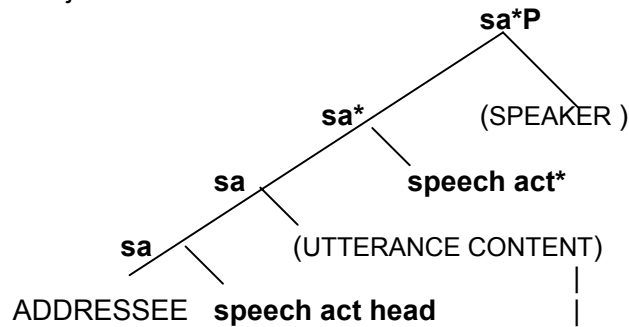 sa*P
sa* (SPEAKER )
sa speech act*
sa (UTTERANCE CONTENT)
ADDRESSEE speech act head